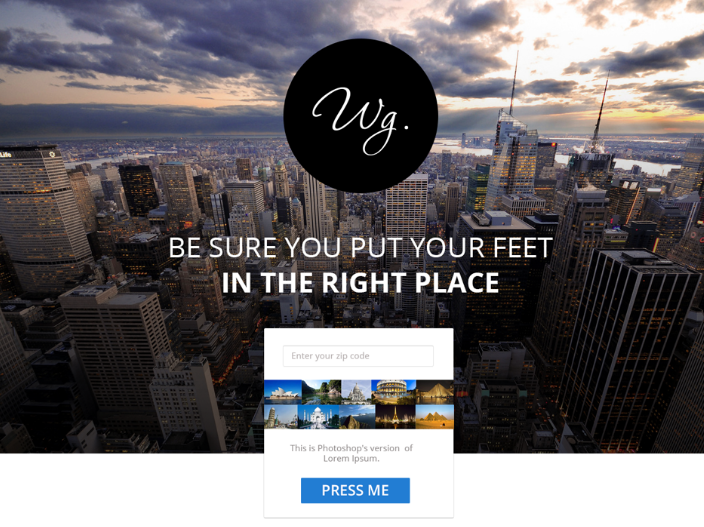 Life
Wg.
BE SURE YOU PUT YOUR FEET
IN THE RIGHT PLACE
Enter your zip code
This is Photoshop's version of
Lorem Ipsum.
PRESS ME